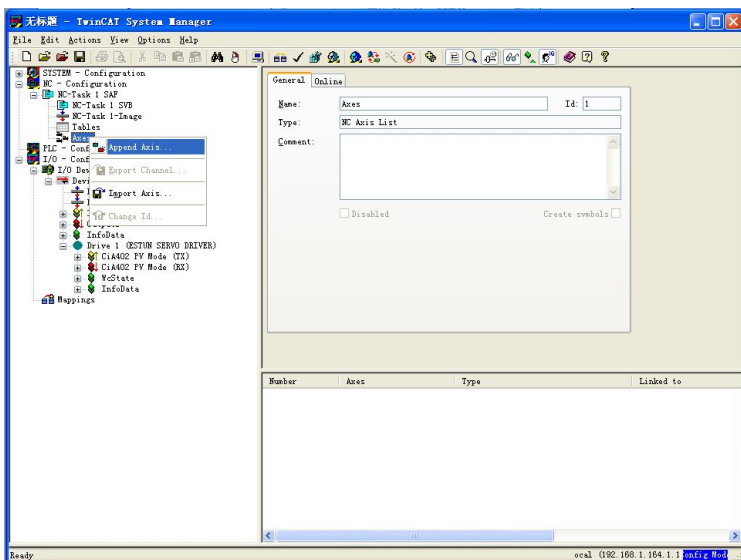 无标题 - TwinCAT System Manager
File Edit Actions View Options Help
SYSTEM - Configuration
NC - Configuration
NC-Task 1 SAF
NC-Task 1 SVB
NC-Task 1-Image
Tables
Axes
PLC - Conf
I/O - Conf
I/O Dev
Devi
Append Axis...
Export Channel...
Import Axis...
Change Id...
InfoData
Drive 1 (ESTUN SERVO DRIVER)
CiA402 PV Mode (TX)
CiA402 PV Mode (RX)
WcState
InfoData
Mappings
General Online
Name: Axes Id: 1
Type: NC Axis List
Comment:
Disabled Create symbols
Number Axes Type Linked to
Ready ocal (192.168.1.164.1.1 onfig Mod